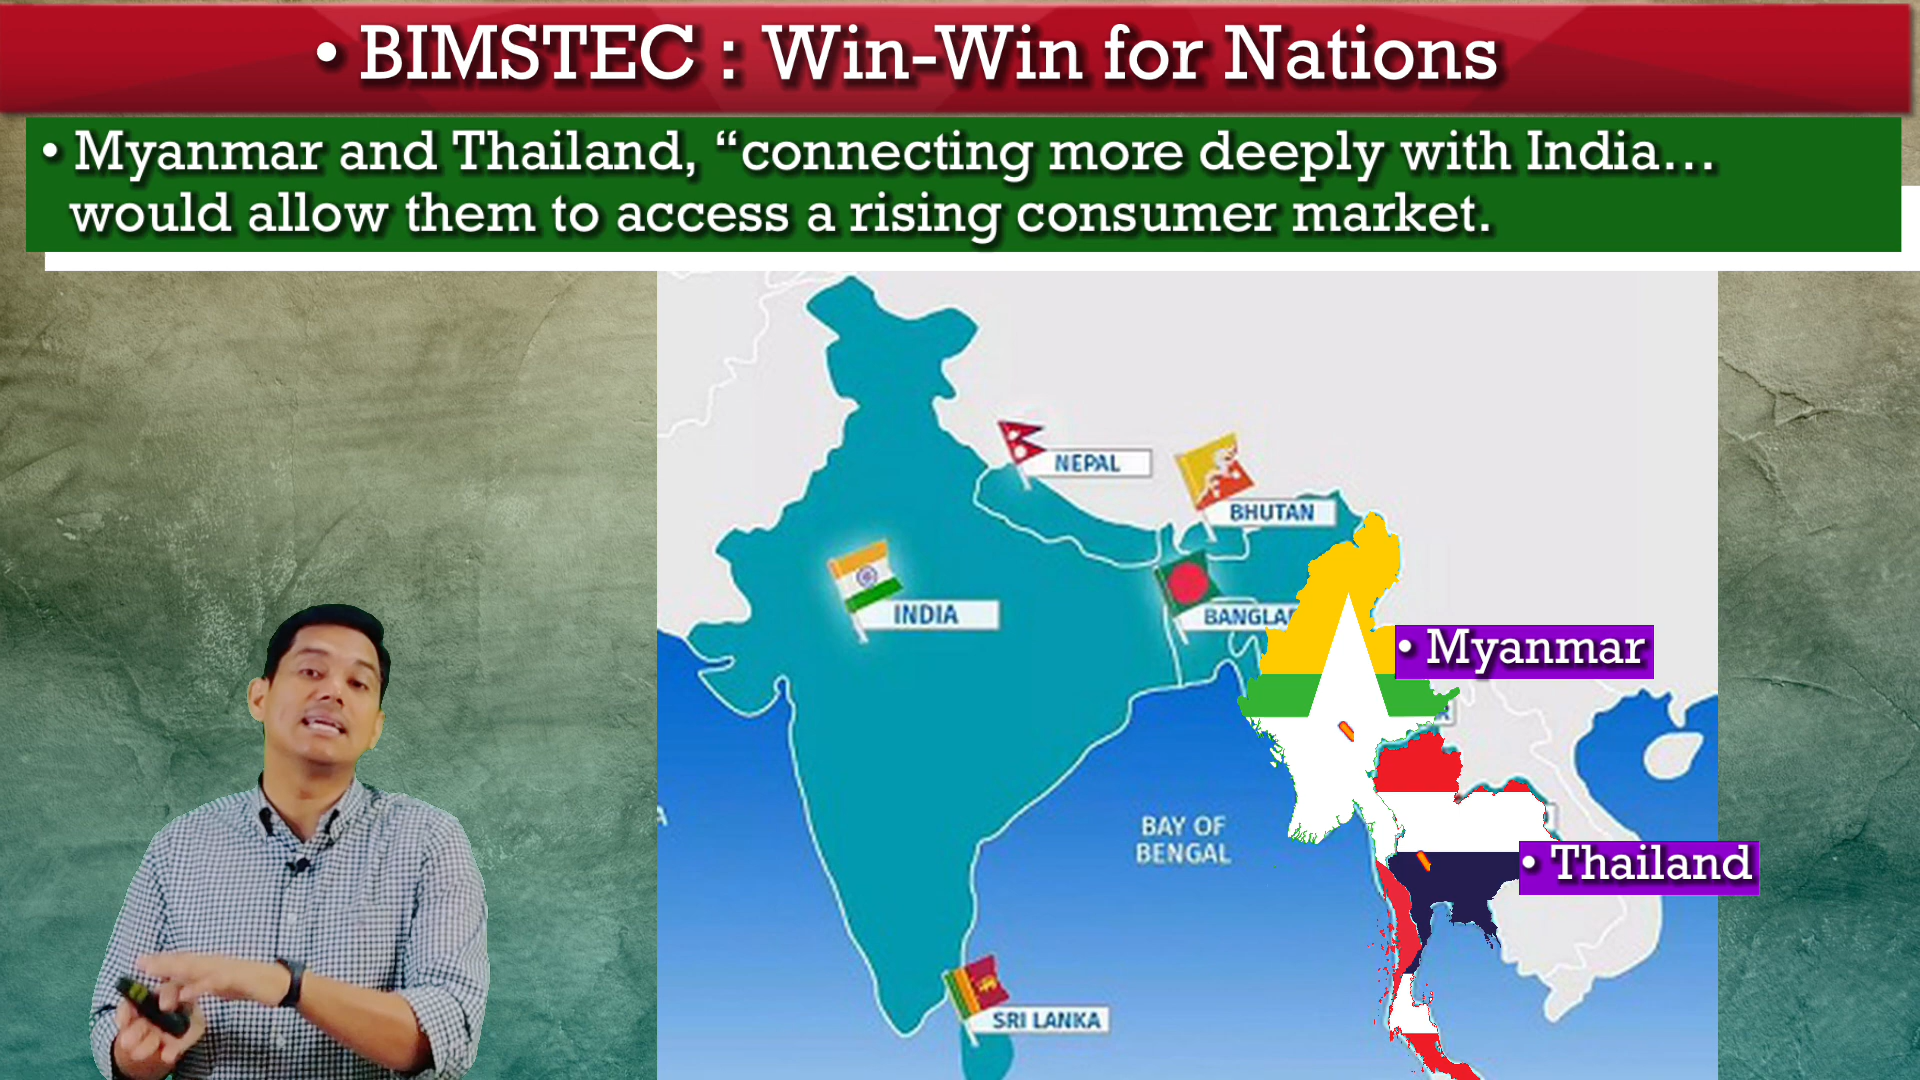 • BIMSTEC : Win-Win for Nations
• Myanmar and Thailand, “connecting more deeply with India...
would allow them to access a rising consumer market.
NEPAL
BHUTAN
INDIA
• Myanmar
BAY OF
BENGAL
• Thailand
SRI LANKA